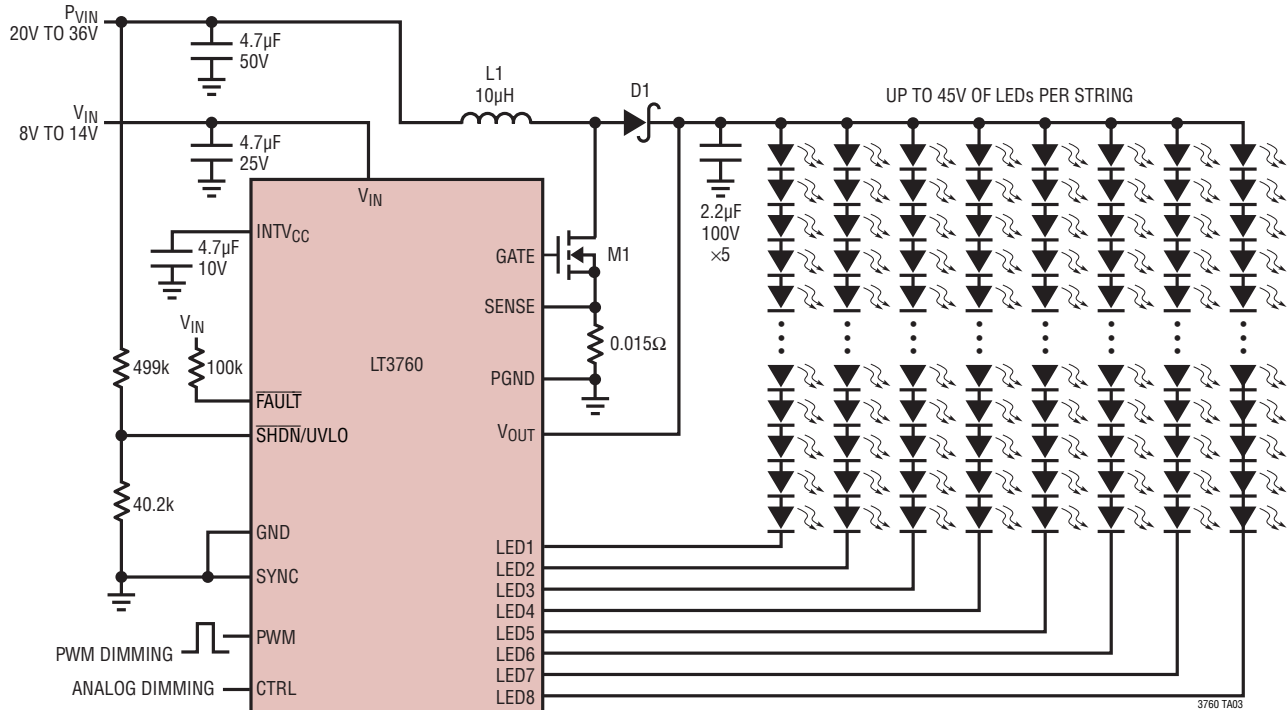 PVIN
20V TO 36V
4.7µF
50V
L1
10µH
D1
UP TO 45V OF LEDs PER STRING
VIN
8V TO 14V
4.7µF
25V
VIN
2.2µF
100V
×5
INTVCC
4.7µF
10V
GATE
M1
SENSE
0.015Ω
VIN
499k
100k
LT3760
PGND
FAULT
SHDN/UVLO
VOUT
40.2k
GND
SYNC
LED1
LED2
LED3
LED4
LED5
LED6
LED7
LED8
PWM DIMMING
PWM
ANALOG DIMMING
CTRL
3760 TA03